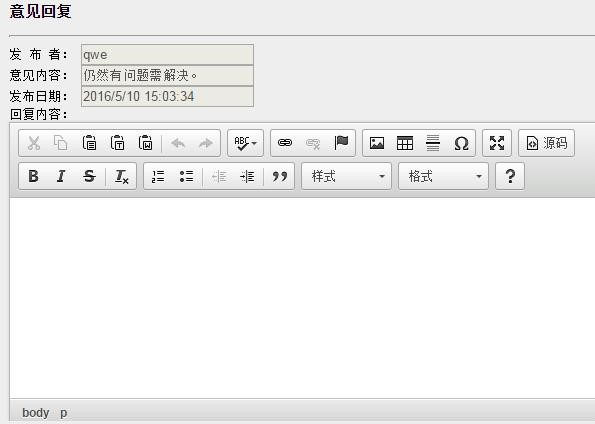 意见回复
发 布 者： qwe
意见内容： 仍然有问题需解决。
发布日期： 2016/5/10 15:03:34
回复内容：
ABC Ω 源码
B I S Tx 样式 格式 ?
body p